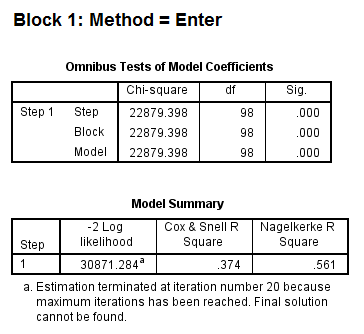 Block 1: Method = Enter
Omnibus Tests of Model Coefficients
Chi-square df Sig.
Step 1 Step 22879.398 98 .000
Block 22879.398 98 .000
Model 22879.398 98 .000
Model Summary
Step -2 Log likelihood Cox & Snell R Square Nagelkerke R Square
1 30871.284a .374 .561
a. Estimation terminated at iteration number 20 because
maximum iterations has been reached. Final solution
cannot be found.